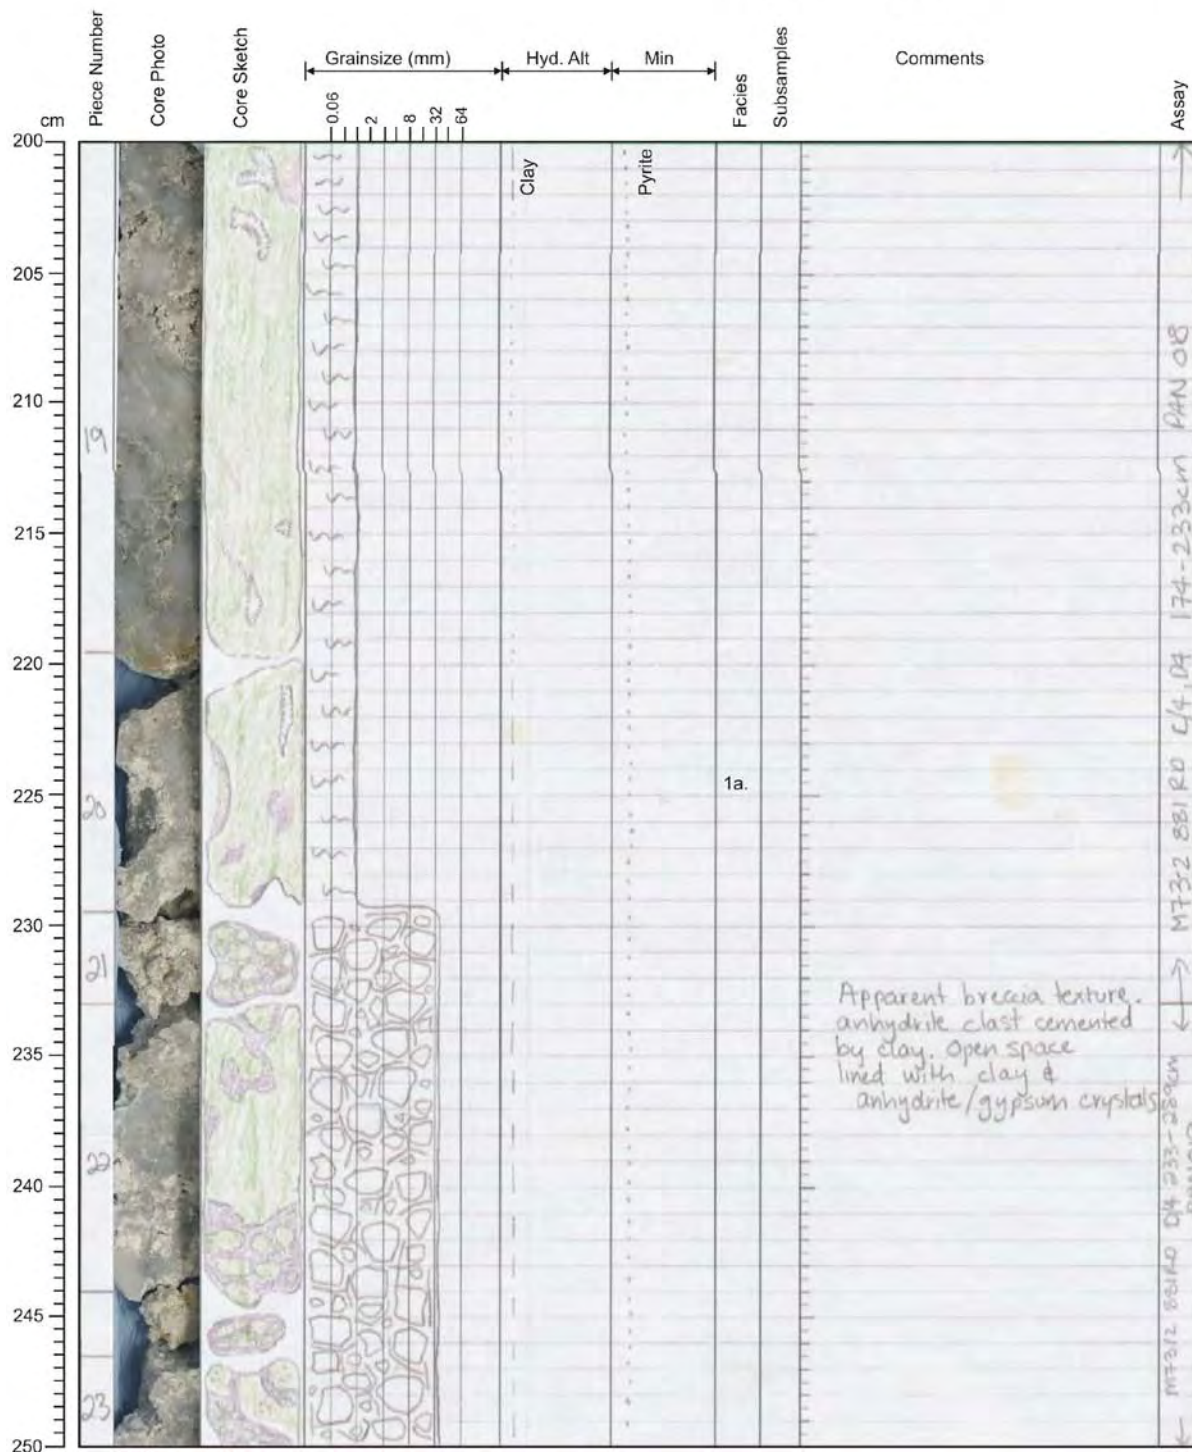 cm
Piece Number
Core Photo
Core Sketch
Grainsize (mm)
0.06
2
8
32
64
Hyd. Alt
Min
Facies
Subsamples
Comments
Assay
Clay
Pyrite
200
205
210
215
220
225
230
235
240
245
250
19
20
21
22
23
1a.
Apparent breccia texture.
anhydrite clast cemented
by clay. Open space
lined with clay &
anhydrite/gypsum crystals
M73/2 881RD C/4, D4 174-233cm PAN 08
M73/2 881RD D/4 233-289cm